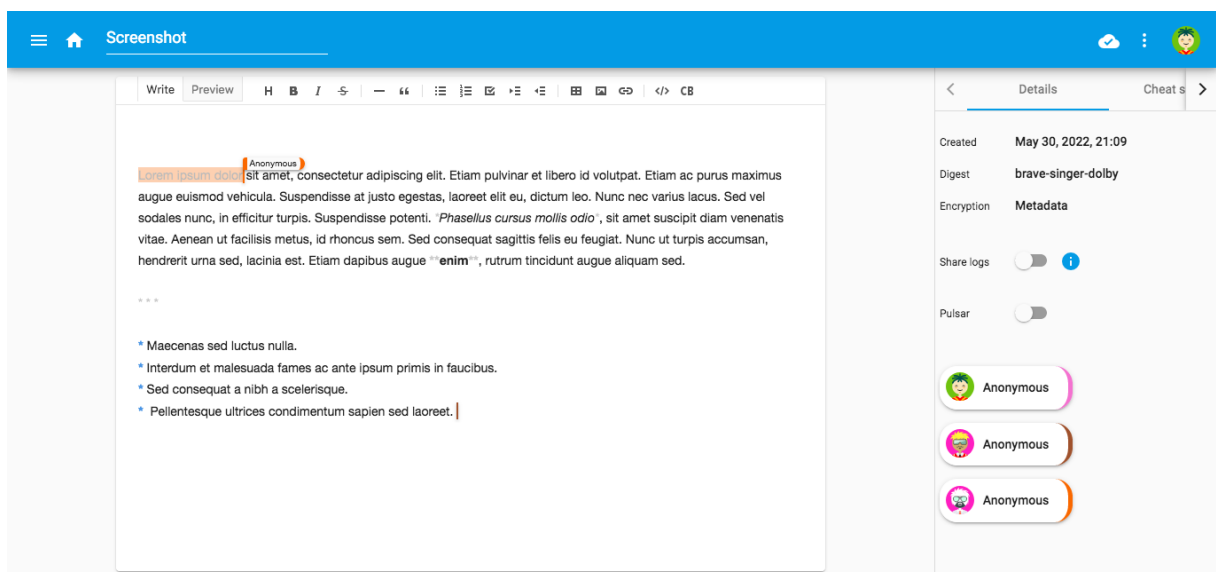 Screenshot
Write Preview H B I S — “ </> CB
Details Cheat s
Created May 30, 2022, 21:09
Digest brave-singer-dolby
Encryption Metadata
Share logs i
Pulsar
Anonymous
Anonymous
Anonymous
Anonymous
Lorem ipsum dolor sit amet, consectetur adipiscing elit. Etiam pulvinar et libero id volutpat. Etiam ac purus maximus
augue euismod vehicula. Suspendisse at justo egestas, laoreet elit eu, dictum leo. Nunc nec varius lacus. Sed vel
sodales nunc, in efficitur turpis. Suspendisse potenti. *Phasellus cursus mollis odio*, sit amet suscipit diam venenatis
vitae. Aenean ut facilisis metus, id rhoncus sem. Sed consequat sagittis felis eu feugiat. Nunc ut turpis accumsan,
hendrerit urna sed, lacinia est. Etiam dapibus augue **enim**, rutrum tincidunt augue aliquam sed.
* * *
* Maecenas sed luctus nulla.
* Interdum et malesuada fames ac ante ipsum primis in faucibus.
* Sed consequat a nibh a scelerisque.
* Pellentesque ultrices condimentum sapien sed laoreet.